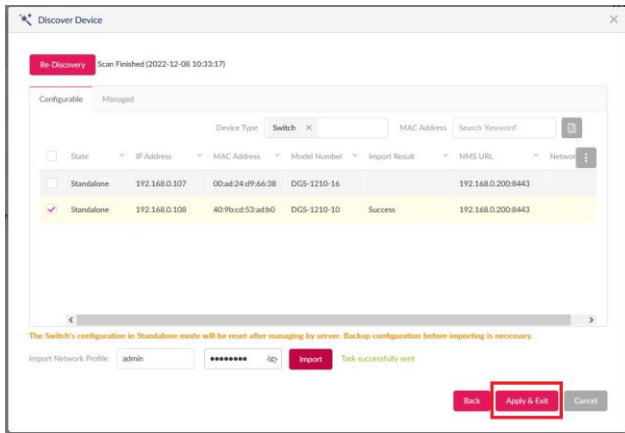 Discover Device
Re-Discovery Scan Finished (2022-12-08 10:33:17)
Configurable Managed
Device Type Switch × MAC Address Search 'Keyword'
State IP Address MAC Address Model Number Import Result NMS URL Networ
Standalone 192.168.0.107 00:ad:24:d9:66:38 DGS-1210-16 192.168.0.200:8443
Standalone 192.168.0.108 40:9b:cd:53:ad:b0 DGS-1210-10 Success 192.168.0.200:8443
The Switch's configuration in Standalone mode will be reset after managing by server. Backup configuration before importing is necessary.
Import Network Profile: admin •••••••• Import Task successfully sent
Back Apply & Exit Cancel